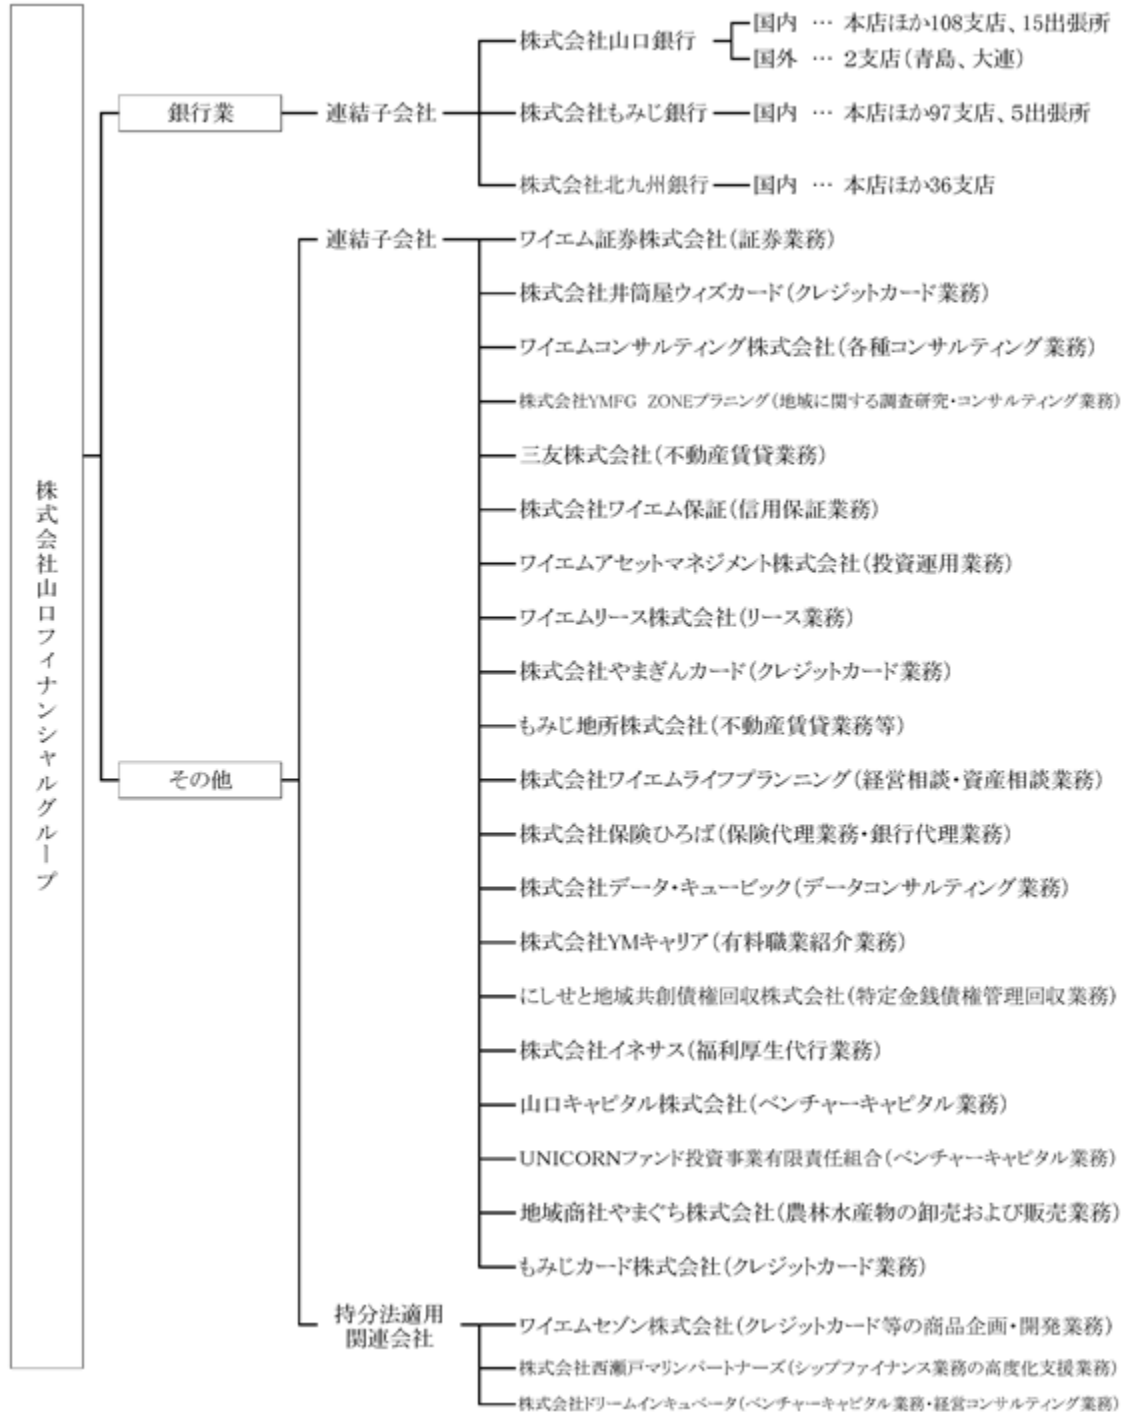 株式会社山口フィナンシャルグループ
銀行業
連結子会社
株式会社山口銀行
国内 … 本店ほか108支店、15出張所
国外 … 2支店(青島、大連)
株式会社もみじ銀行
国内 … 本店ほか97支店、5出張所
株式会社北九州銀行
国内 … 本店ほか36支店
その他
連結子会社
ワイエム証券株式会社(証券業務)
株式会社井筒屋ウィズカード(クレジットカード業務)
ワイエムコンサルティング株式会社(各種コンサルティング業務)
株式会社YMFG ZONEプラニング(地域に関する調査研究・コンサルティング業務)
三友株式会社(不動産賃貸業務)
株式会社ワイエム保証(信用保証業務)
ワイエムアセットマネジメント株式会社(投資運用業務)
ワイエムリース株式会社(リース業務)
株式会社やまぎんカード(クレジットカード業務)
もみじ地所株式会社(不動産賃貸業務等)
株式会社ワイエムライフプランニング(経営相談・資産相談業務)
株式会社保険ひろば(保険代理業務・銀行代理業務)
株式会社データ・キュービック(データコンサルティング業務)
株式会社YMキャリア(有料職業紹介業務)
にしせと地域共創債権回収株式会社(特定金銭債権管理回収業務)
株式会社イネサス(福利厚生代行業務)
山口キャピタル株式会社(ベンチャーキャピタル業務)
UNICORNファンド投資事業有限責任組合(ベンチャーキャピタル業務)
地域商社やまぐち株式会社(農林水産物の卸売および販売業務)
もみじカード株式会社(クレジットカード業務)
持分法適用
関連会社
ワイエムセゾン株式会社(クレジットカード等の商品企画・開発業務)
株式会社西瀬戸マリンパートナーズ(シップファイナンス業務の高度化支援業務)
株式会社ドリームインキュベータ(ベンチャーキャピタル業務・経営コンサルティング業務)